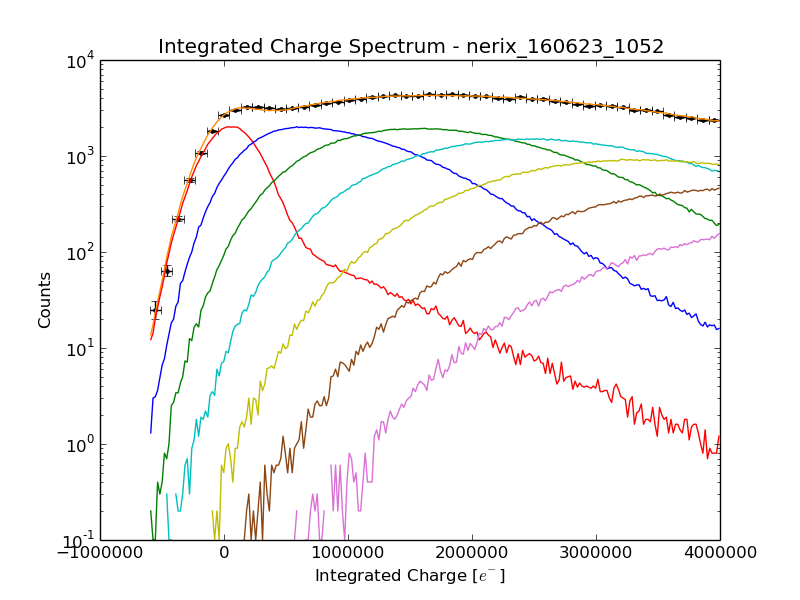 Integrated Charge Spectrum - nerix_160623_1052
Counts
10^4
10^3
10^2
10^1
10^0
10^-1
−1000000 0 1000000 2000000 3000000 4000000
Integrated Charge [e^-]